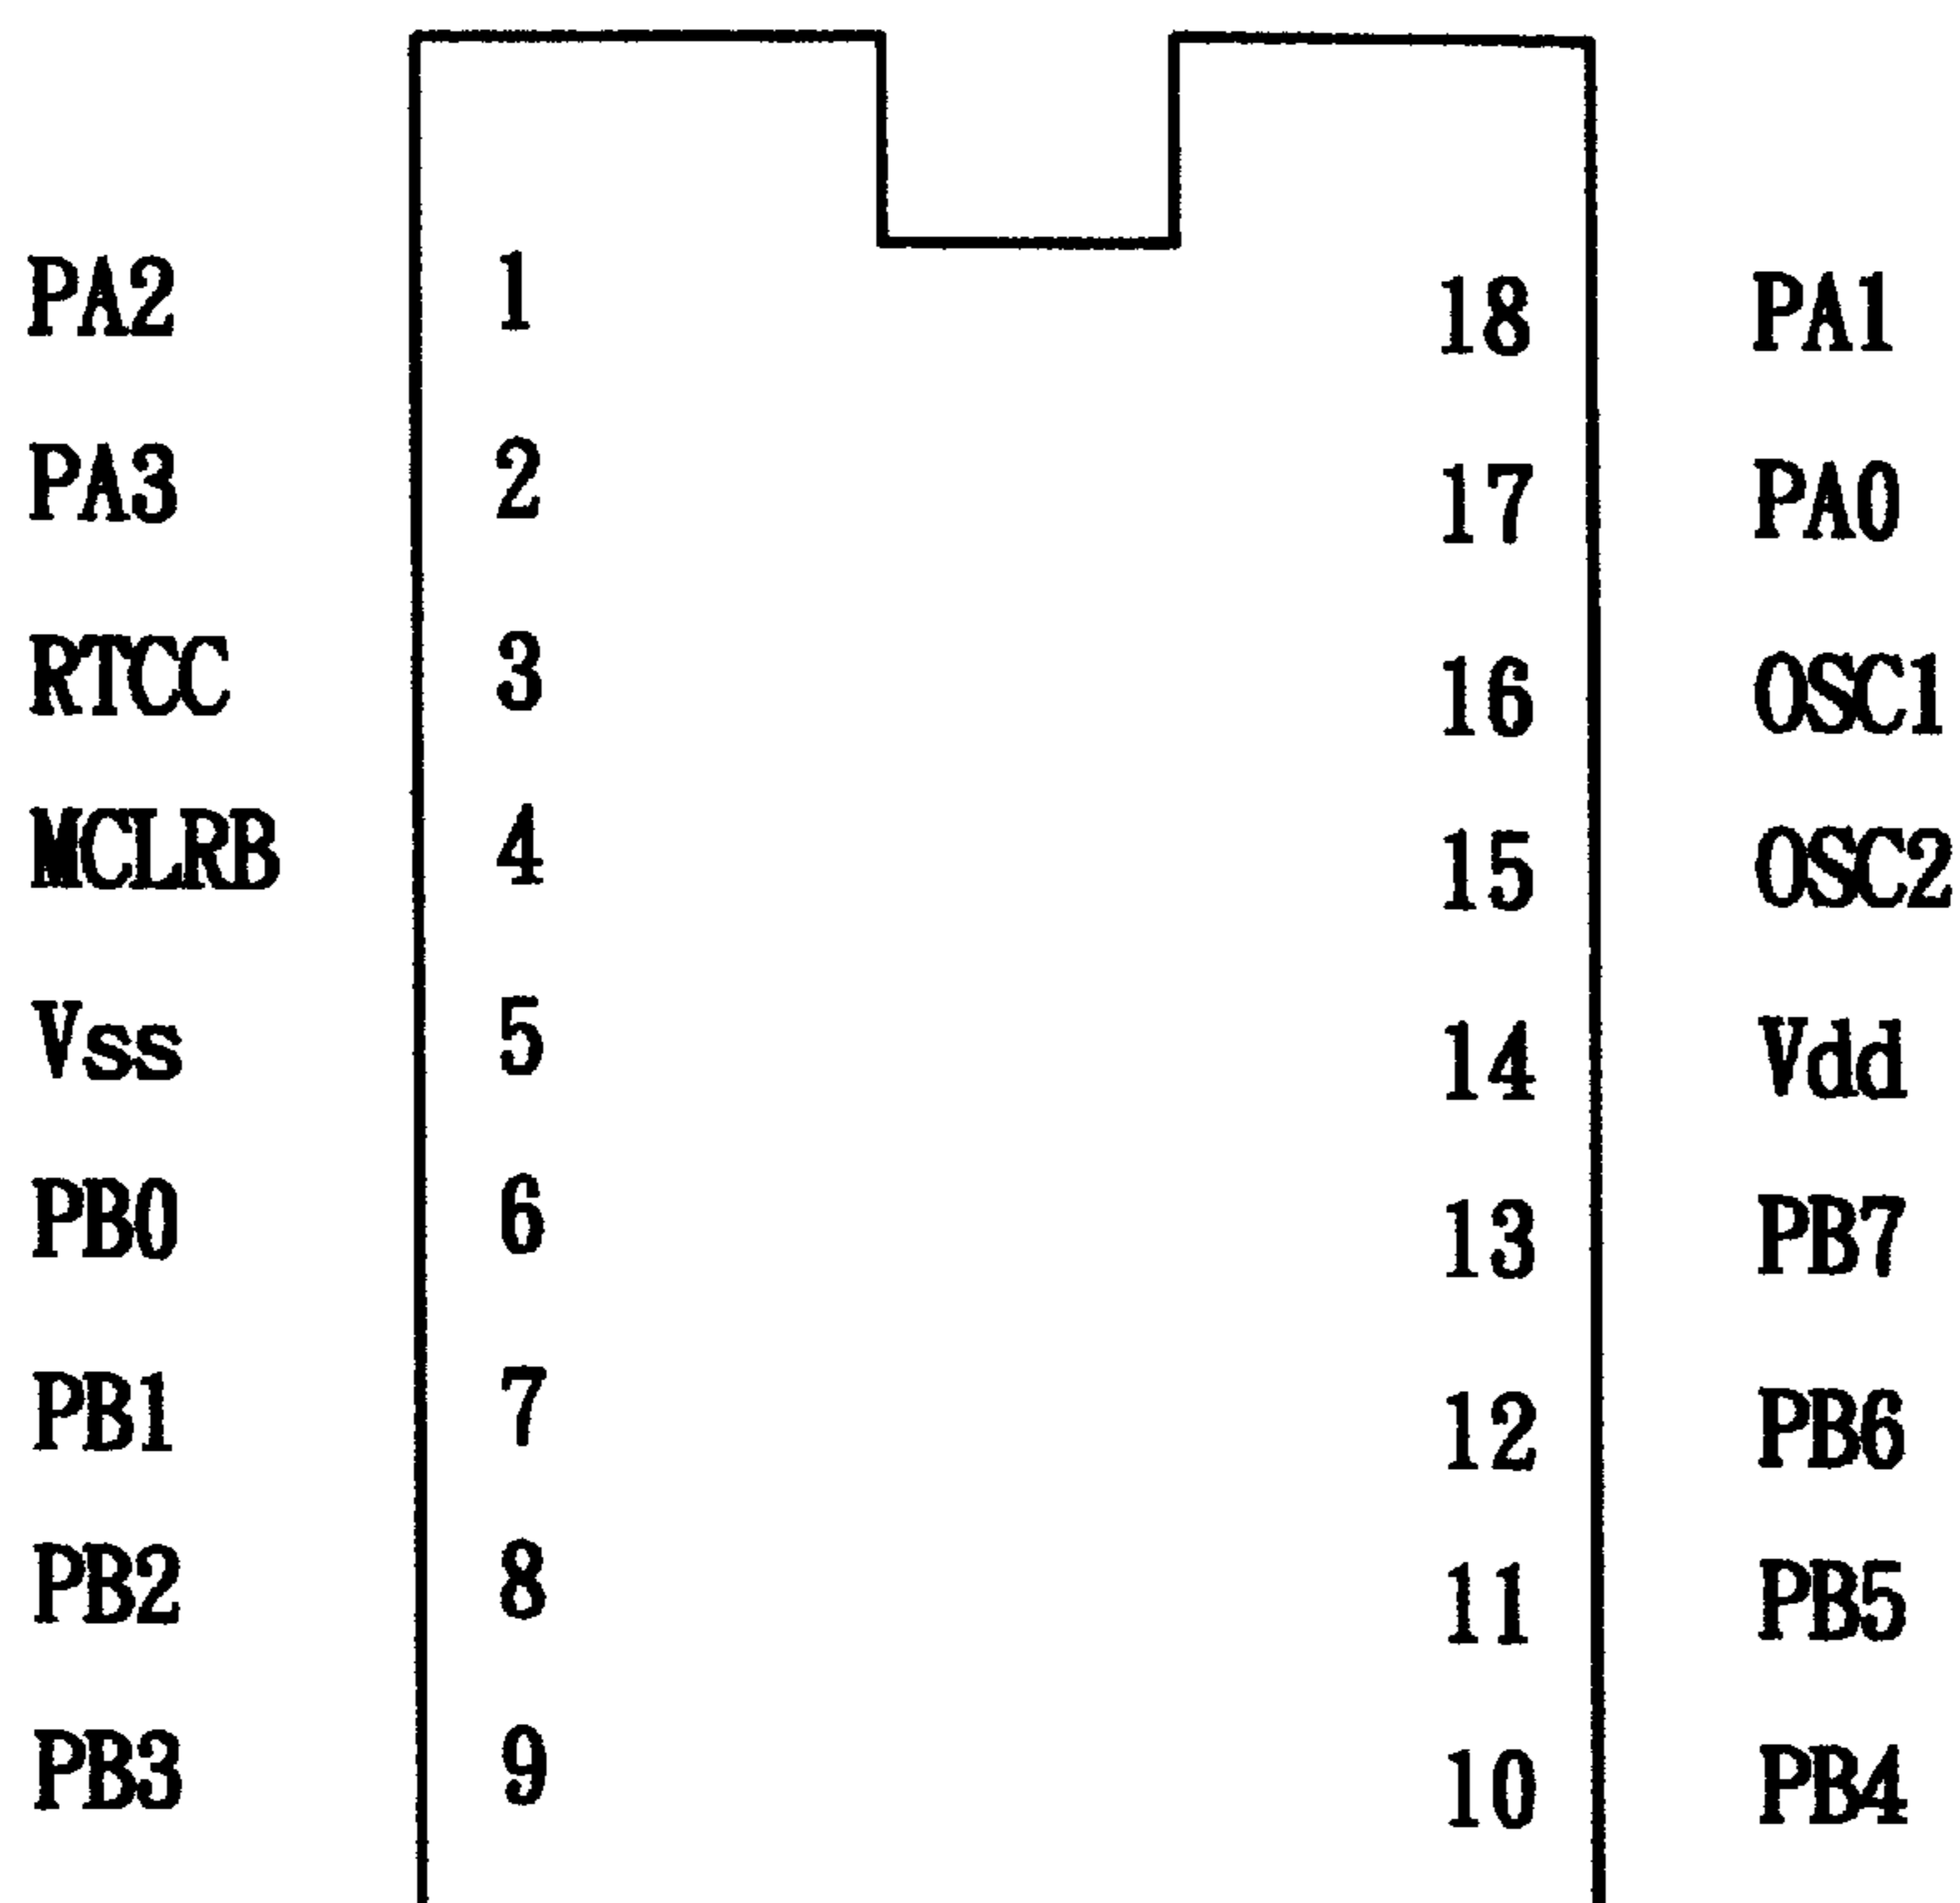 PA2 1 18 PA1
PA3 2 17 PA0
RTCC 3 16 OSC1
MCLRB 4 15 OSC2
Vss 5 14 Vdd
PB0 6 13 PB7
PB1 7 12 PB6
PB2 8 11 PB5
PB3 9 10 PB4